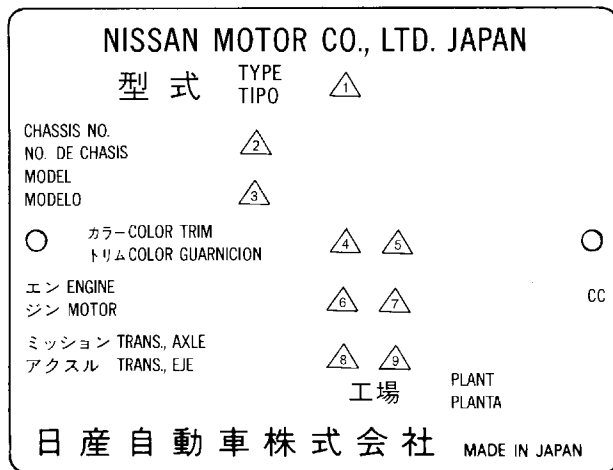 NISSAN MOTOR CO., LTD. JAPAN
型式 TYPE
TIPO 1
CHASSIS NO.
NO. DE CHASIS 2
MODEL
MODELO 3
カラー COLOR TRIM
トリム COLOR GUARNICION 4 5
エン ENGINE
ジン MOTOR 6 7 CC
ミッション TRANS., AXLE
アクスル TRANS., EJE 8 9
工場 PLANT
PLANTA
日産自動車株式会社 MADE IN JAPAN